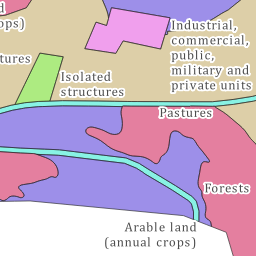 d
ops)
tures
Industrial,
commercial,
public,
military and
private units
Isolated
structures
Pastures
Forests
Arable land
(annual crops)